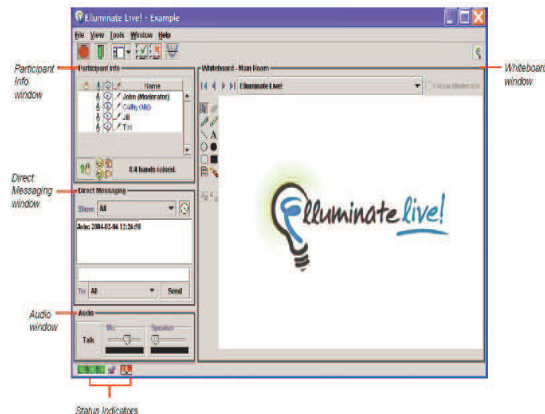 Elluminate Live! - Example
File View Tools Window Help
Participant Info
Name
John (Moderator)
Cathy (Me)
Jill
Tim
0/4 hands raised.
Direct Messaging
Show: All
John: 2004-02-06 12:26:50
To: All
Send
Audio
Talk
Mic
Speaker
Whiteboard - Main Room
Elluminate Live!
Follow Moderator
A
Elluminate live!
Participant
Info
window
Direct
Messaging
window
Audio
window
Whiteboard
window
Status Indicators